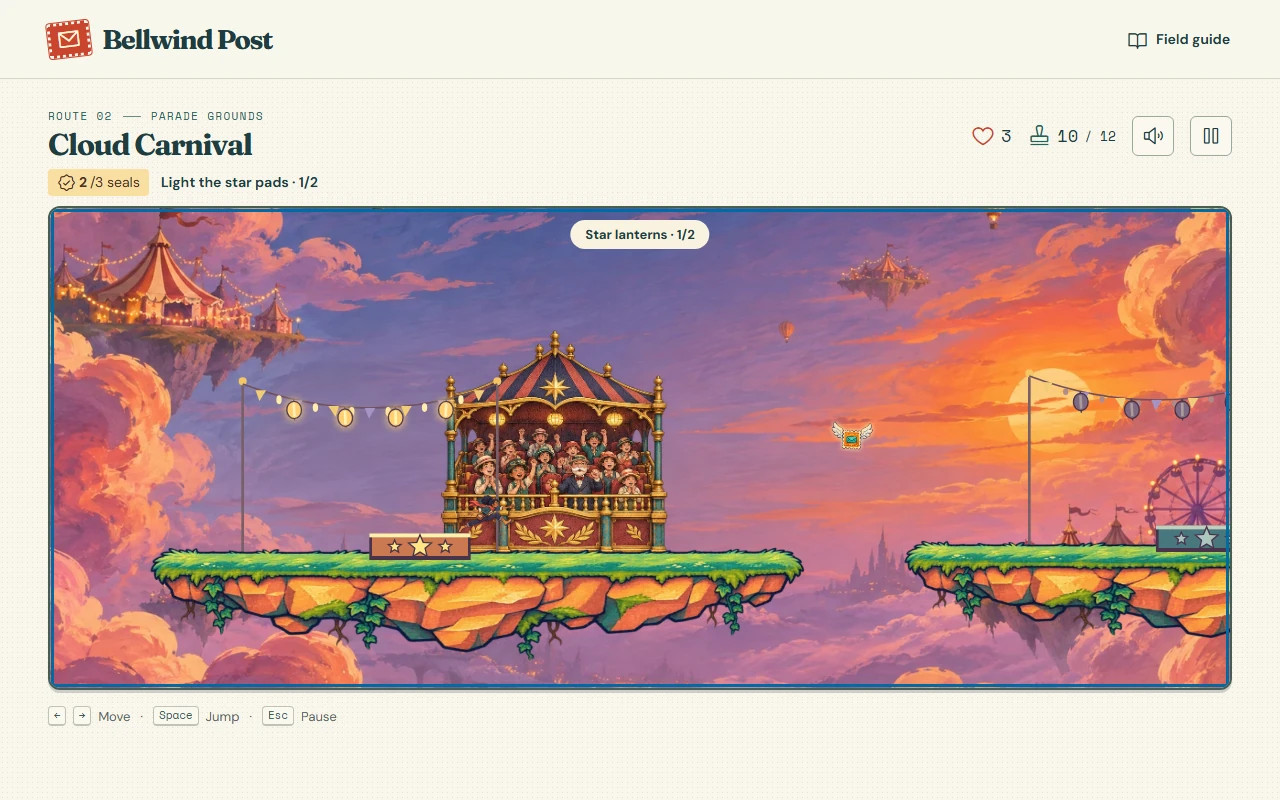 Bellwind Post
Field guide
ROUTE 02 — PARADE GROUNDS
Cloud Carnival
3
10 / 12
2 /3 seals
Light the star pads · 1/2
Star lanterns · 1/2
← → Move · Space Jump · Esc Pause